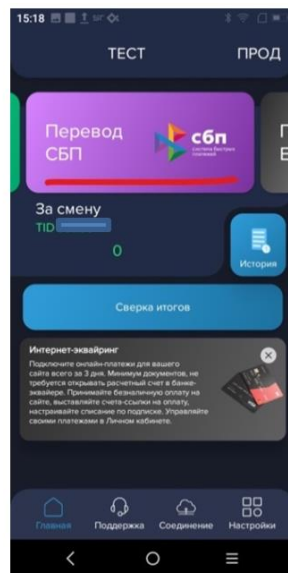 15:18
ТЕСТ ПРОД
Перевод
СБП
сбп
система быстрых
платежей
За смену
TID
0
История
Сверка итогов
Интернет-эквайринг
Подключите онлайн-платежи для вашего
сайта всего за 3 дня. Минимум документов, не
требуется открывать расчетный счет в банке-
эквайере. Принимайте безналичную оплату на
сайте, выставляйте счета-ссылки на оплату,
настраивайте списание по подписке. Управляйте
своими платежами в Личном кабинете.
Главная Поддержка Соединение Настройки